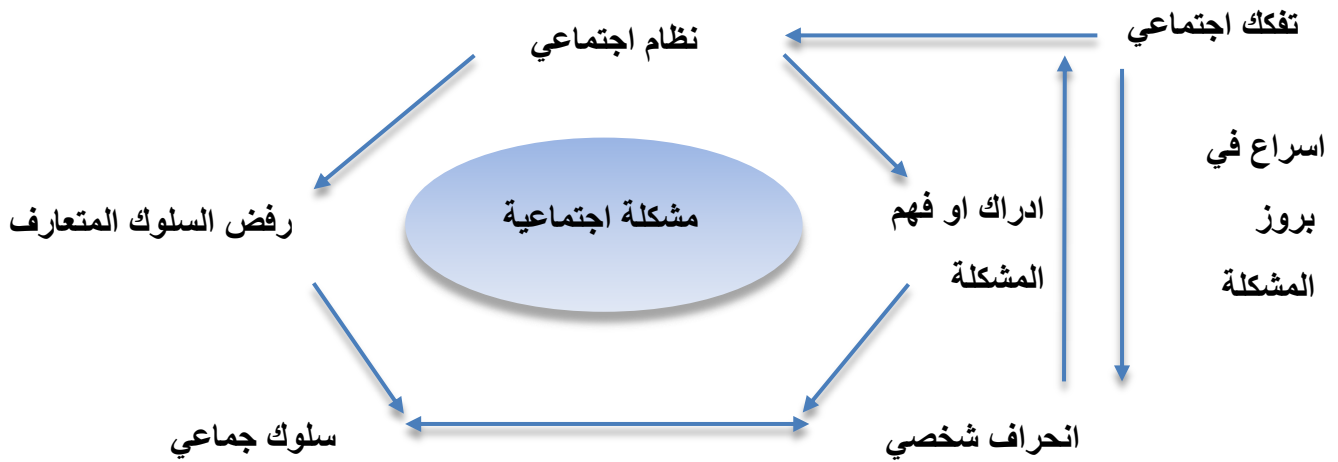 تفكك اجتماعي
نظام اجتماعي
اسراع في
بروز
المشكلة
ادراك او فهم
المشكلة
مشكلة اجتماعية
رفض السلوك المتعارف
انحراف شخصي
سلوك جماعي